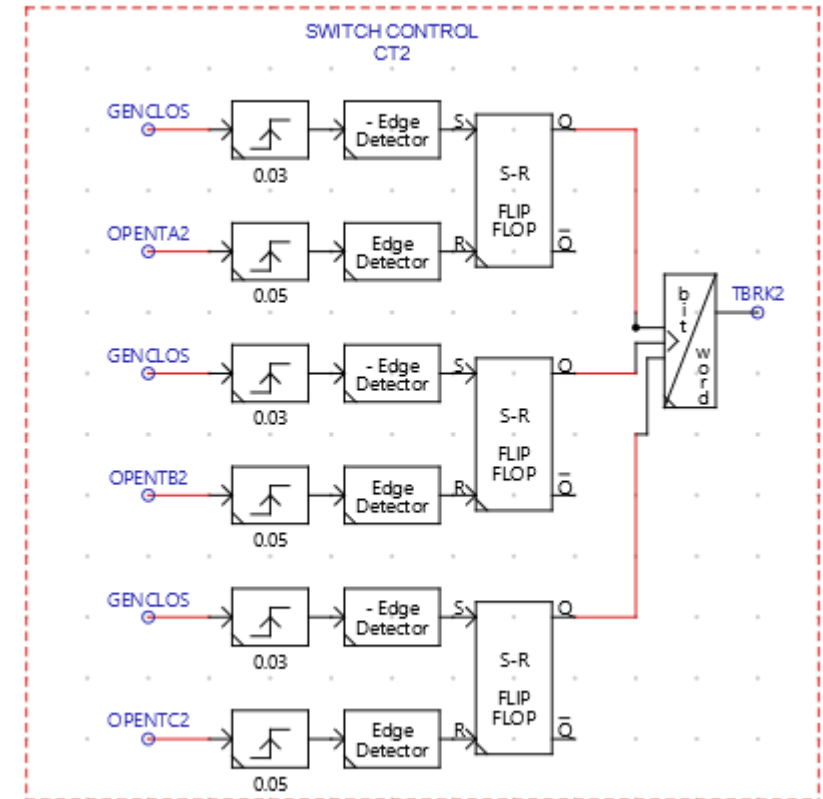 SWITCH CONTROL
CT2
GENCLOS
0.03
- Edge
Detector
S
Q
OPENTA2
0.05
Edge
Detector
R
Q
S-R
FLIP
FLOP
GENCLOS
0.03
- Edge
Detector
S
Q
OPENTB2
0.05
Edge
Detector
R
Q
S-R
FLIP
FLOP
GENCLOS
0.03
- Edge
Detector
S
Q
OPENTC2
0.05
Edge
Detector
R
Q
S-R
FLIP
FLOP
bit
word
TBRK2